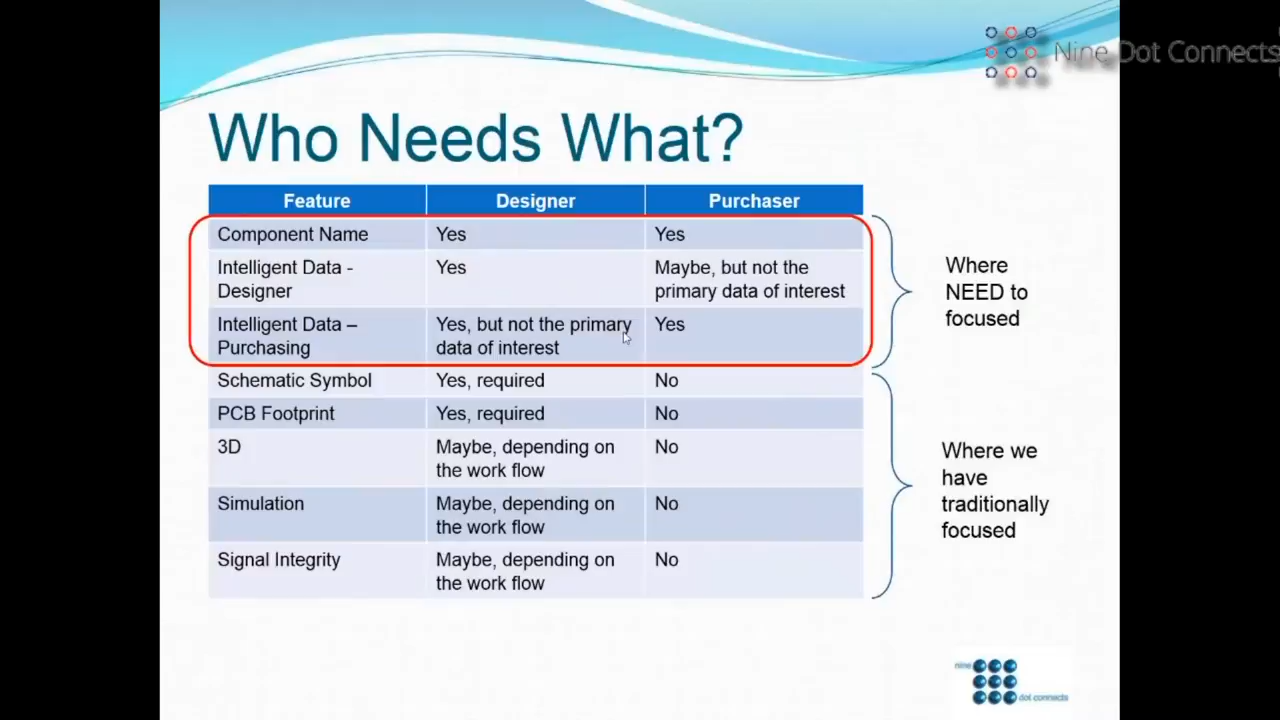 Nine Dot Connects
Who Needs What?
Feature Designer Purchaser
Component Name Yes Yes
Intelligent Data - Yes Maybe, but not the
Designer primary data of interest
Intelligent Data – Yes, but not the primary Yes
Purchasing data of interest
Schematic Symbol Yes, required No
PCB Footprint Yes, required No
3D Maybe, depending on No
the work flow
Simulation Maybe, depending on No
the work flow
Signal Integrity Maybe, depending on No
the work flow
Where
NEED to
focused
Where we
have
traditionally
focused
nine
dot connects